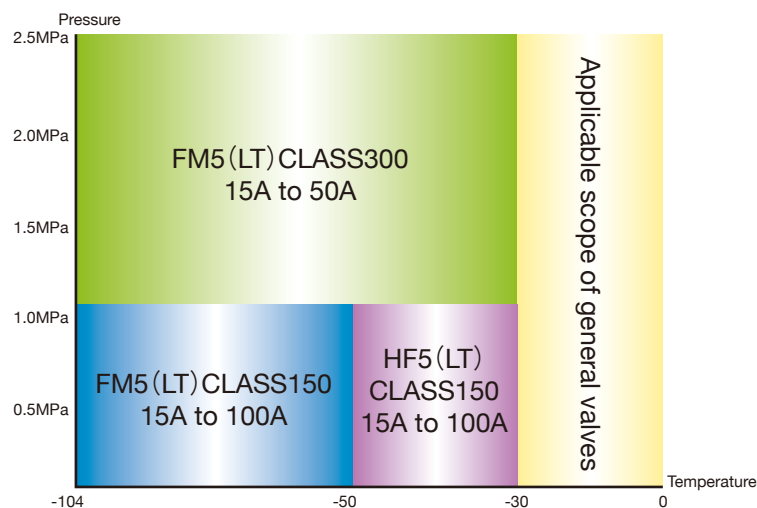 Pressure
2.5MPa
2.0MPa
1.5MPa
1.0MPa
0.5MPa
FM5（LT）CLASS300
15A to 50A
FM5（LT）CLASS150
15A to 100A
HF5（LT）
CLASS150
15A to 100A
Applicable scope of general valves
Temperature
-104
-50
-30
0